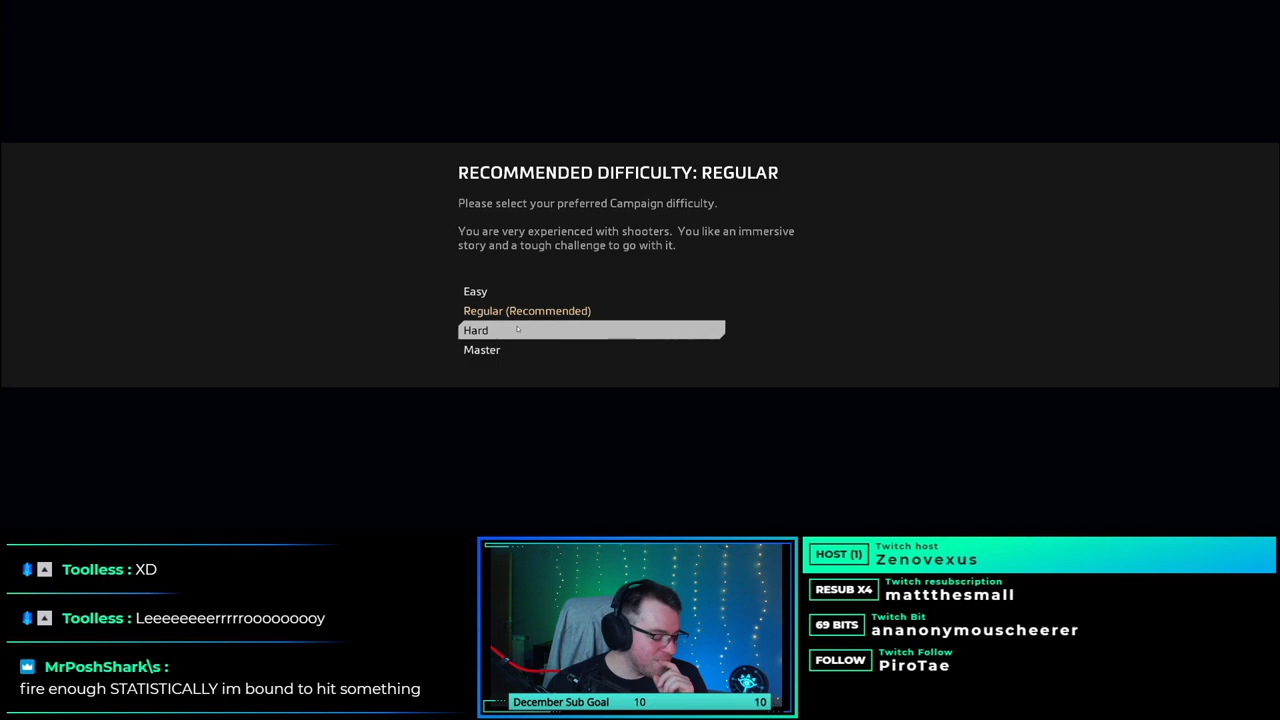 RECOMMENDED DIFFICULTY: REGULAR
Please select your preferred Campaign difficulty.
You are very experienced with shooters. You like an immersive
story and a tough challenge to go with it.
Easy
Regular (Recommended)
Hard
Master
Toolless : XD
Toolless : Leeeeeeeerrrrrooooooooy
MrPoshShark\s :
fire enough STATISTICALLY im bound to hit something
December Sub Goal 10 10
HOST (1) Twitch host
Zenovexus
RESUB X4 Twitch resubscription
mattthesmall
69 BITS Twitch Bit
ananonymouscheerer
FOLLOW Twitch Follow
PiroTae